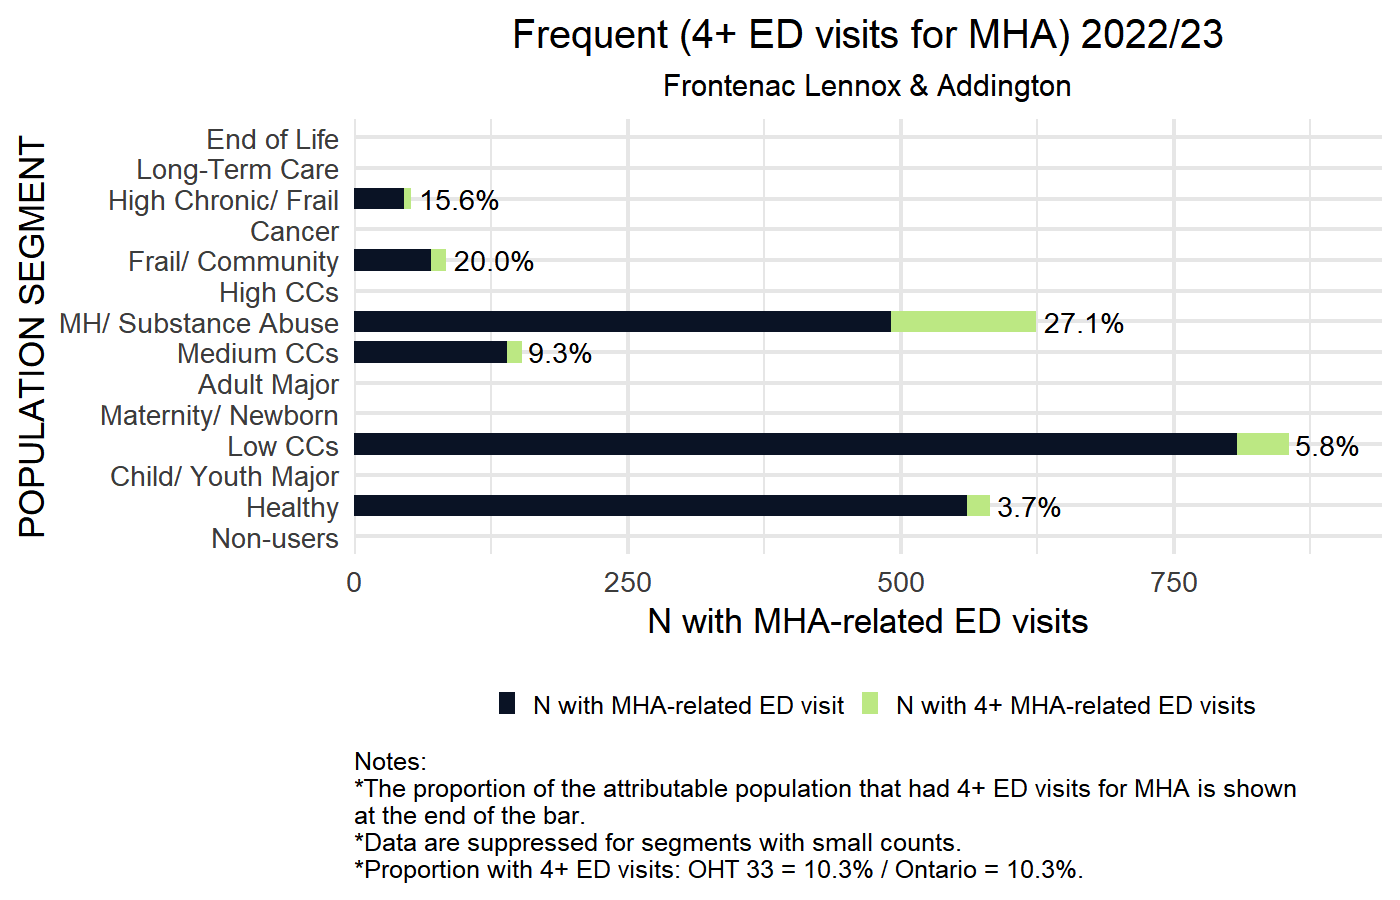 Frequent (4+ ED visits for MHA) 2022/23
Frontenac Lennox & Addington
POPULATION SEGMENT
End of Life
Long-Term Care
High Chronic/ Frail
15.6%
Cancer
Frail/ Community
20.0%
High CCs
MH/ Substance Abuse
27.1%
Medium CCs
9.3%
Adult Major
Maternity/ Newborn
Low CCs
5.8%
Child/ Youth Major
Healthy
3.7%
Non-users
0 250 500 750
N with MHA-related ED visits
N with MHA-related ED visit N with 4+ MHA-related ED visits
Notes:
*The proportion of the attributable population that had 4+ ED visits for MHA is shown
at the end of the bar.
*Data are suppressed for segments with small counts.
*Proportion with 4+ ED visits: OHT 33 = 10.3% / Ontario = 10.3%.